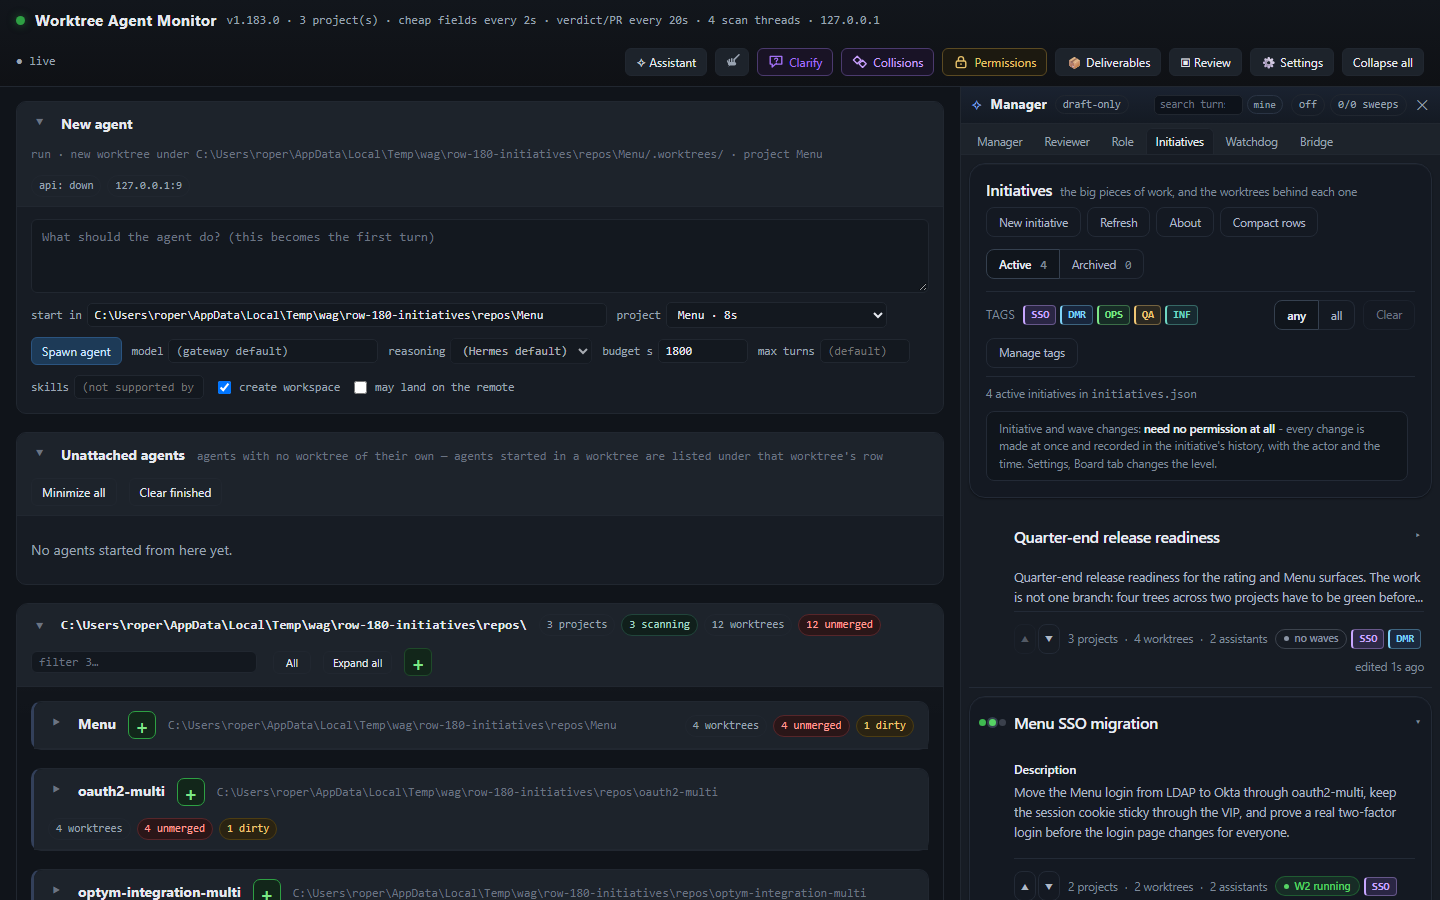 Worktree Agent Monitor v1.183.0 · 3 project(s) · cheap fields every 2s · verdict/PR every 20s · 4 scan threads · 127.0.0.1
live
Assistant
Clarify
Collisions
Permissions
Deliverables
Review
Settings
Collapse all
New agent
run · new worktree under C:\Users\roper\AppData\Local\Temp\wag\row-180-initiatives\repos\Menu/.worktrees/ · project Menu
api: down 127.0.0.1:9
What should the agent do? (this becomes the first turn)
start in C:\Users\roper\AppData\Local\Temp\wag\row-180-initiatives\repos\Menu project Menu · 8s
Spawn agent model (gateway default) reasoning (Hermes default) budget s 1800 max turns (default)
skills (not supported by create workspace may land on the remote
Unattached agents agents with no worktree of their own — agents started in a worktree are listed under that worktree's row
Minimize all Clear finished
No agents started from here yet.
C:\Users\roper\AppData\Local\Temp\wag\row-180-initiatives\repos\ 3 projects 3 scanning 12 worktrees 12 unmerged
filter 3… All Expand all +
Menu + C:\Users\roper\AppData\Local\Temp\wag\row-180-initiatives\repos\Menu 4 worktrees 4 unmerged 1 dirty
oauth2-multi + C:\Users\roper\AppData\Local\Temp\wag\row-180-initiatives\repos\oauth2-multi
4 worktrees 4 unmerged 1 dirty
optym-integration-multi + C:\Users\roper\AppData\Local\Temp\wag\row-180-initiatives\repos\optym-integration-multi
Manager draft-only search turn: mine off 0/0 sweeps
Manager Reviewer Role Initiatives Watchdog Bridge
Initiatives the big pieces of work, and the worktrees behind each one
New initiative Refresh About Compact rows
Active 4 Archived 0
TAGS SSO DMR OPS QA INF any all Clear
Manage tags
4 active initiatives in initiatives.json
Initiative and wave changes: need no permission at all - every change is
made at once and recorded in the initiative's history, with the actor and the
time. Settings, Board tab changes the level.
Quarter-end release readiness
Quarter-end release readiness for the rating and Menu surfaces. The work
is not one branch: four trees across two projects have to be green before...
3 projects · 4 worktrees · 2 assistants no waves SSO DMR
edited 1s ago
Menu SSO migration
Description
Move the Menu login from LDAP to Okta through oauth2-multi, keep
the session cookie sticky through the VIP, and prove a real two-factor
login before the login page changes for everyone.
2 projects · 2 worktrees · 2 assistants W2 running SSO